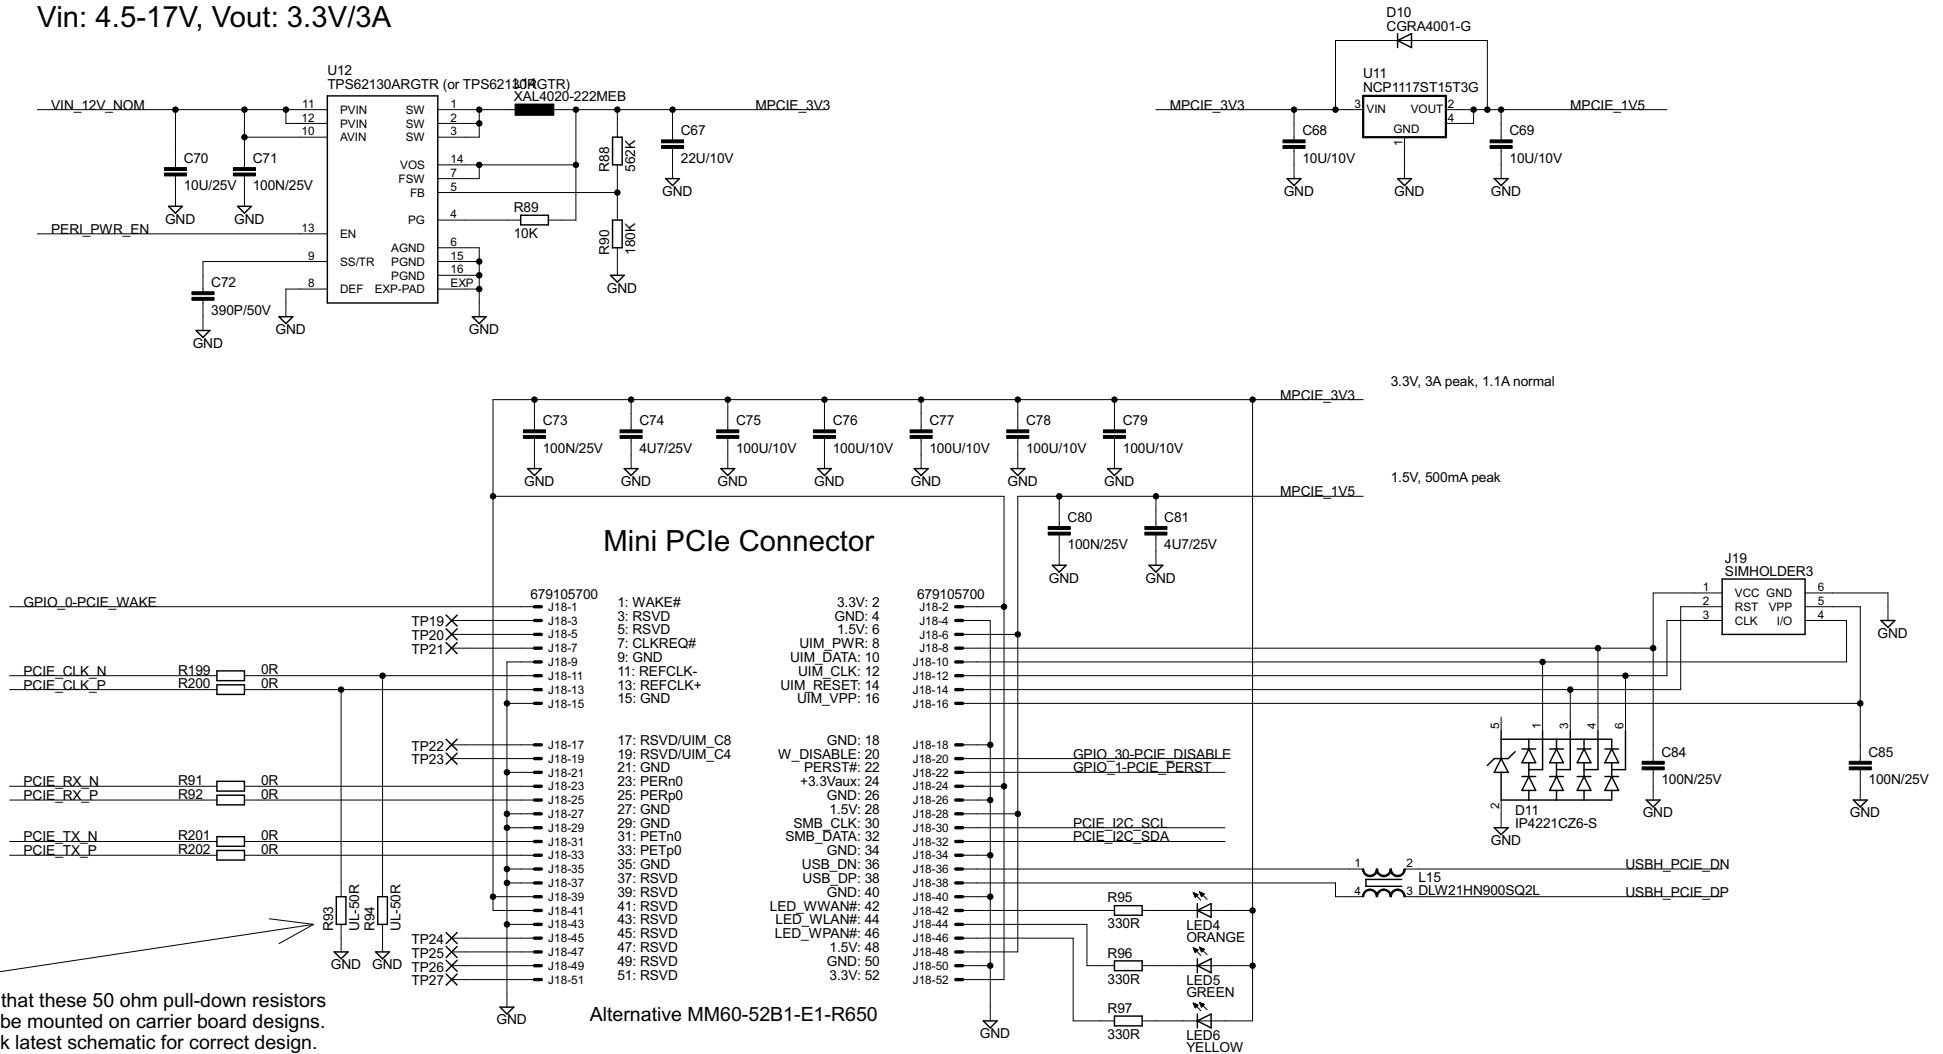 Vin: 4.5-17V, Vout: 3.3V/3A
U12
TPS62130ARGTR (or TPS62130RGTR)
XAL4020-222MEB
VIN_12V_NOM
11 PVIN SW 1
12 PVIN SW 2
10 AVIN SW 3
VOS 14
FSW 7
FB 5
PG 4
13 EN
AGND 6
9 SS/TR PGND 15
PGND 16
8 DEF EXP-PAD EXP
MPCIE_3V3
C70
10U/25V
GND
C71
100N/25V
GND
PERI_PWR_EN
C72
390P/50V
GND
GND
GND
R89
10K
R88
562K
R90
180K
GND
C67
22U/10V
GND
D10
CGRA4001-G
U11
NCP1117ST15T3G
MPCIE_3V3
3 VIN VOUT 2
4
GND
1
MPCIE_1V5
C68
10U/10V
GND
GND
C69
10U/10V
GND
3.3V, 3A peak, 1.1A normal
MPCIE_3V3
C73
100N/25V
GND
C74
4U7/25V
GND
C75
100U/10V
GND
C76
100U/10V
GND
C77
100U/10V
GND
C78
100U/10V
GND
C79
100U/10V
GND
1.5V, 500mA peak
MPCIE_1V5
C80
100N/25V
GND
C81
4U7/25V
GND
Mini PCIe Connector
679105700
679105700
GPIO_0-PCIE_WAKE
J18-1 1: WAKE# 3.3V: 2 J18-2
TP19 J18-3 3: RSVD GND: 4 J18-4
TP20 J18-5 5: RSVD 1.5V: 6 J18-6
TP21 J18-7 7: CLKREQ# UIM_PWR: 8 J18-8
J18-9 9: GND UIM_DATA: 10 J18-10
PCIE_CLK_N R199 0R J18-11 11: REFCLK- UIM_CLK: 12 J18-12
PCIE_CLK_P R200 0R J18-13 13: REFCLK+ UIM_RESET: 14 J18-14
J18-15 15: GND UIM_VPP: 16 J18-16
TP22 J18-17 17: RSVD/UIM_C8 GND: 18 J18-18
TP23 J18-19 19: RSVD/UIM_C4 W_DISABLE: 20 J18-20 GPIO_30-PCIE_DISABLE
J18-21 21: GND PERST#: 22 J18-22 GPIO_1-PCIE_PERST
PCIE_RX_N R91 0R J18-23 23: PERn0 +3.3Vaux: 24 J18-24
PCIE_RX_P R92 0R J18-25 25: PERp0 GND: 26 J18-26
J18-27 27: GND 1.5V: 28 J18-28
J18-29 29: GND SMB_CLK: 30 J18-30 PCIE_I2C_SCL
PCIE_TX_N R201 0R J18-31 31: PETn0 SMB_DATA: 32 J18-32 PCIE_I2C_SDA
PCIE_TX_P R202 0R J18-33 33: PETp0 GND: 34 J18-34
J18-35 35: GND USB_DN: 36 J18-36
J18-37 37: RSVD USB_DP: 38 J18-38
J18-39 39: RSVD GND: 40 J18-40
J18-41 41: RSVD LED_WWAN#: 42 J18-42
J18-43 43: RSVD LED_WLAN#: 44 J18-44
TP24 J18-45 45: RSVD LED_WPAN#: 46 J18-46
TP25 J18-47 47: RSVD 1.5V: 48 J18-48
TP26 J18-49 49: RSVD GND: 50 J18-50
TP27 J18-51 51: RSVD 3.3V: 52 J18-52
R93
UL-50R
R94
UL-50R
GND GND
GND
GND
Alternative MM60-52B1-E1-R650
that these 50 ohm pull-down resistors
be mounted on carrier board designs.
k latest schematic for correct design.
R95
330R
LED4
ORANGE
R96
330R
LED5
GREEN
R97
330R
LED6
YELLOW
1 2
L15
4 3 DLW21HN900SQ2L
USBH_PCIE_DN
USBH_PCIE_DP
J19
SIMHOLDER3
1 VCC GND 6
2 RST VPP 5
3 CLK I/O 4
GND
5 1 3 4 6
2
D11
IP4221CZ6-S
GND
C84
100N/25V
GND
C85
100N/25V
GND